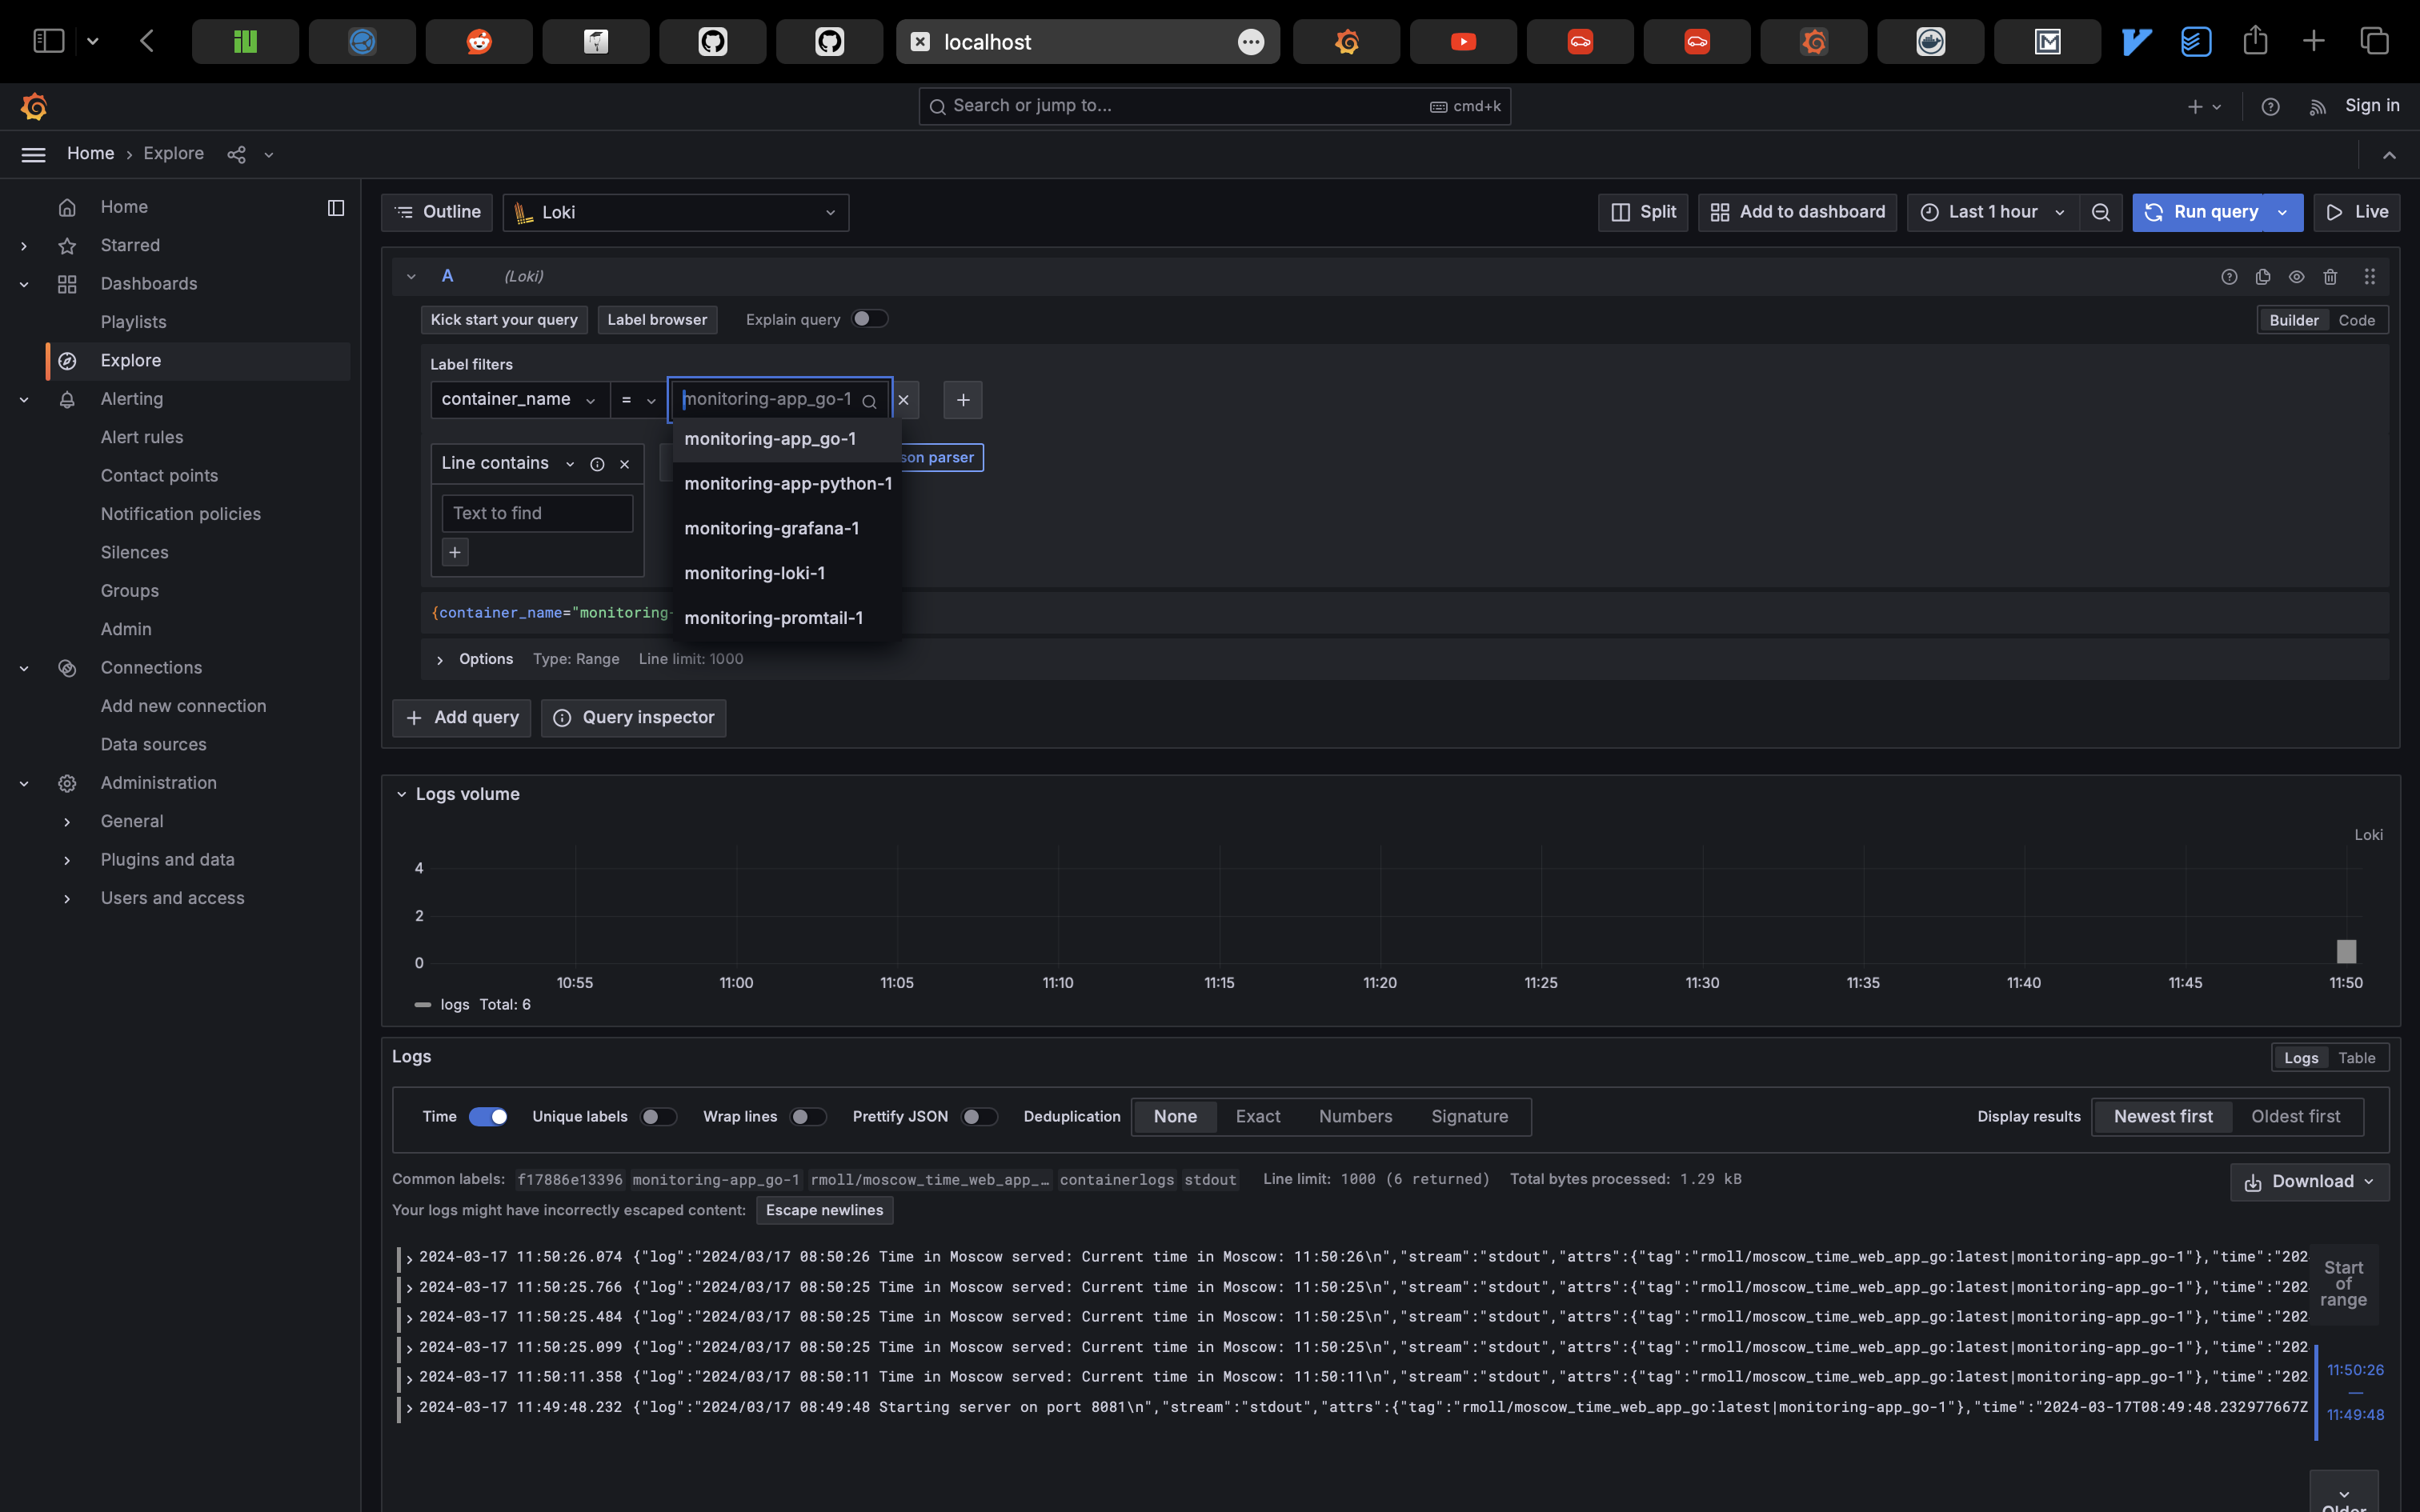 localhost
Search or jump to...
cmd+k
Sign in
Home › Explore
Home
Starred
Dashboards
Playlists
Explore
Alerting
Alert rules
Contact points
Notification policies
Silences
Groups
Admin
Connections
Add new connection
Data sources
Administration
General
Plugins and data
Users and access
Outline
Loki
Split
Add to dashboard
Last 1 hour
Run query
Live
A (Loki)
Kick start your query
Label browser
Explain query
Builder
Code
Label filters
container_name
=
monitoring-app_go-1
monitoring-app_go-1
monitoring-app-python-1
monitoring-grafana-1
monitoring-loki-1
monitoring-promtail-1
Line contains
son parser
Text to find
{container_name="monitoring-
Options Type: Range Line limit: 1000
Add query
Query inspector
Logs volume
Loki
4
2
0
10:55 11:00 11:05 11:10 11:15 11:20 11:25 11:30 11:35 11:40 11:45 11:50
logs Total: 6
Logs
Logs Table
Time
Unique labels
Wrap lines
Prettify JSON
Deduplication
None
Exact
Numbers
Signature
Display results
Newest first
Oldest first
Common labels: f17886e13396 monitoring-app_go-1 rmoll/moscow_time_web_app_… containerlogs stdout Line limit: 1000 (6 returned) Total bytes processed: 1.29 kB
Download
Your logs might have incorrectly escaped content: Escape newlines
2024-03-17 11:50:26.074 {"log":"2024/03/17 08:50:26 Time in Moscow served: Current time in Moscow: 11:50:26\n","stream":"stdout","attrs":{"tag":"rmoll/moscow_time_web_app_go:latest|monitoring-app_go-1"},"time":"202
2024-03-17 11:50:25.766 {"log":"2024/03/17 08:50:25 Time in Moscow served: Current time in Moscow: 11:50:25\n","stream":"stdout","attrs":{"tag":"rmoll/moscow_time_web_app_go:latest|monitoring-app_go-1"},"time":"202
2024-03-17 11:50:25.484 {"log":"2024/03/17 08:50:25 Time in Moscow served: Current time in Moscow: 11:50:25\n","stream":"stdout","attrs":{"tag":"rmoll/moscow_time_web_app_go:latest|monitoring-app_go-1"},"time":"202
2024-03-17 11:50:25.099 {"log":"2024/03/17 08:50:25 Time in Moscow served: Current time in Moscow: 11:50:25\n","stream":"stdout","attrs":{"tag":"rmoll/moscow_time_web_app_go:latest|monitoring-app_go-1"},"time":"202
2024-03-17 11:50:11.358 {"log":"2024/03/17 08:50:11 Time in Moscow served: Current time in Moscow: 11:50:11\n","stream":"stdout","attrs":{"tag":"rmoll/moscow_time_web_app_go:latest|monitoring-app_go-1"},"time":"202
2024-03-17 11:49:48.232 {"log":"2024/03/17 08:49:48 Starting server on port 8081\n","stream":"stdout","attrs":{"tag":"rmoll/moscow_time_web_app_go:latest|monitoring-app_go-1"},"time":"2024-03-17T08:49:48.232977667Z
Start
of
range
11:50:26
—
11:49:48
Older